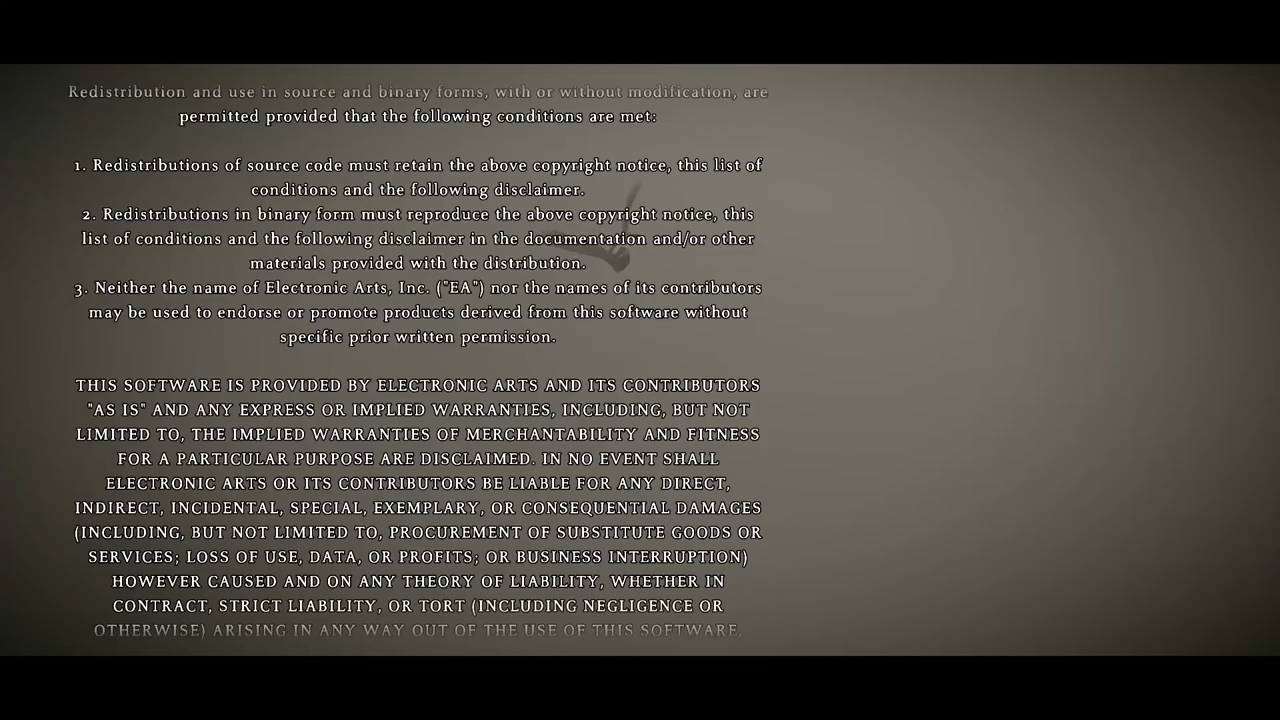 Redistribution and use in source and binary forms, with or without modification, are
permitted provided that the following conditions are met:
1. Redistributions of source code must retain the above copyright notice, this list of
conditions and the following disclaimer.
2. Redistributions in binary form must reproduce the above copyright notice, this
list of conditions and the following disclaimer in the documentation and/or other
materials provided with the distribution.
3. Neither the name of Electronic Arts, Inc. ("EA") nor the names of its contributors
may be used to endorse or promote products derived from this software without
specific prior written permission.
THIS SOFTWARE IS PROVIDED BY ELECTRONIC ARTS AND ITS CONTRIBUTORS
"AS IS" AND ANY EXPRESS OR IMPLIED WARRANTIES, INCLUDING, BUT NOT
LIMITED TO, THE IMPLIED WARRANTIES OF MERCHANTABILITY AND FITNESS
FOR A PARTICULAR PURPOSE ARE DISCLAIMED. IN NO EVENT SHALL
ELECTRONIC ARTS OR ITS CONTRIBUTORS BE LIABLE FOR ANY DIRECT,
INDIRECT, INCIDENTAL, SPECIAL, EXEMPLARY, OR CONSEQUENTIAL DAMAGES
(INCLUDING, BUT NOT LIMITED TO, PROCUREMENT OF SUBSTITUTE GOODS OR
SERVICES; LOSS OF USE, DATA, OR PROFITS; OR BUSINESS INTERRUPTION)
HOWEVER CAUSED AND ON ANY THEORY OF LIABILITY, WHETHER IN
CONTRACT, STRICT LIABILITY, OR TORT (INCLUDING NEGLIGENCE OR
OTHERWISE) ARISING IN ANY WAY OUT OF THE USE OF THIS SOFTWARE,